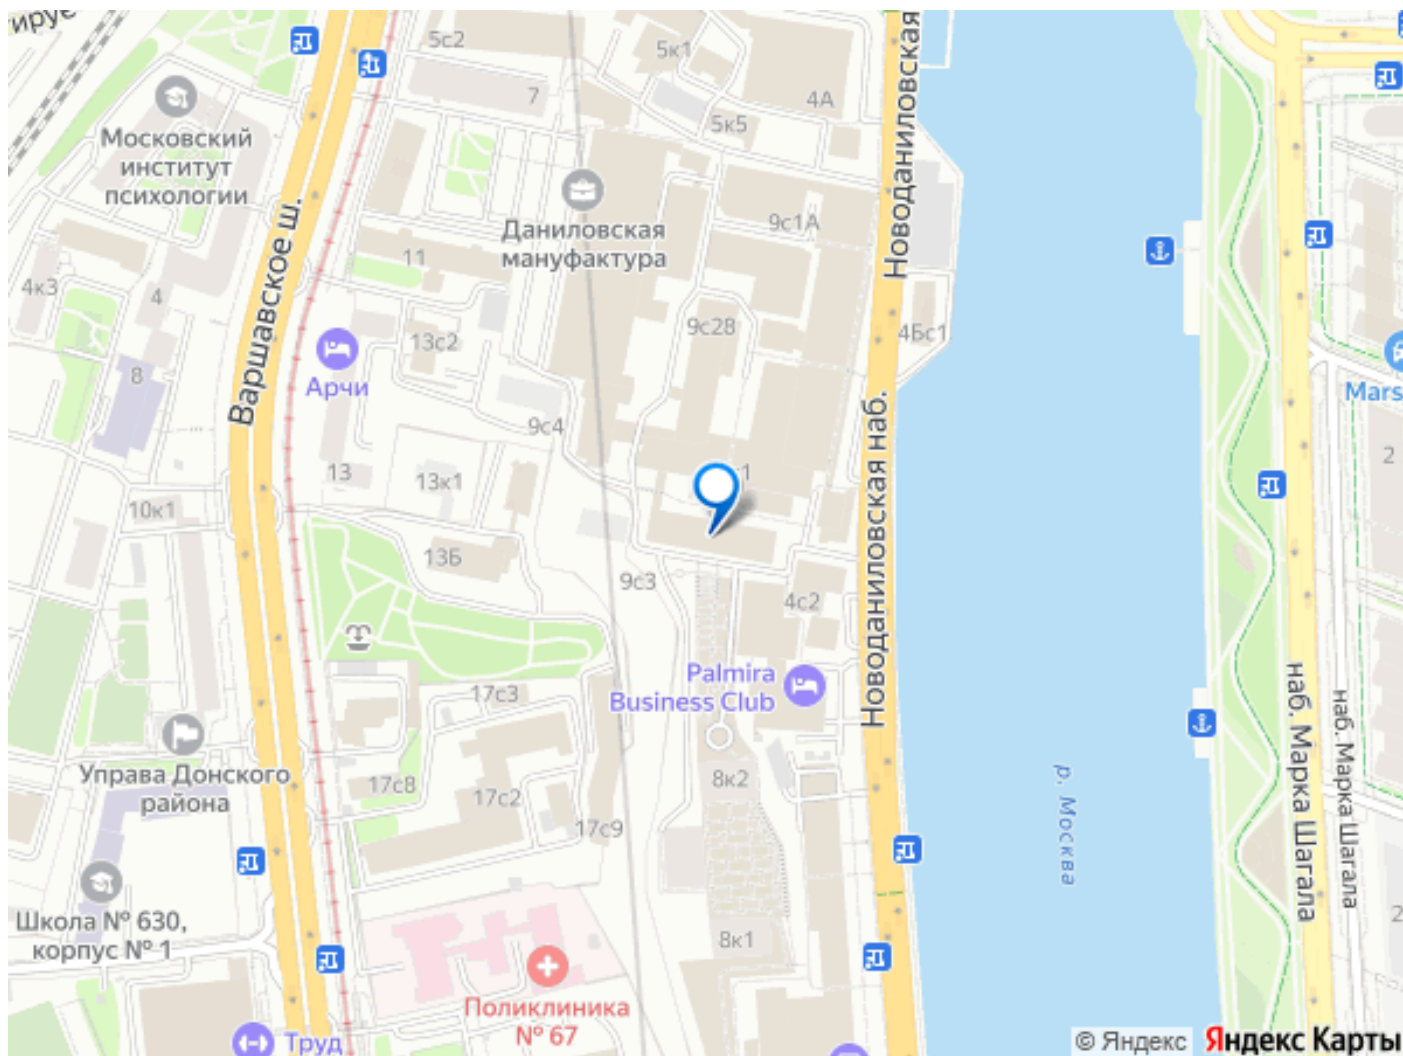 5с2
5к1
7
4А
5к5
Новоданиловская
Московский
институт
психологии
Варшавское ш.
Даниловская
мануфактура
9с1А
11
4к3
4
9с2В
13с2
4Бс1
8
Арчи
Mars
9с4
2
13
13к1
10к1
Новоданиловская наб.
13Б
9с3
4с2
Palmira
Business Club
17с3
наб. Марка Шагала
наб. Марка Шагала
Управа Донского
района
17с8
17с2
8к2
17с9
р. Москва
Школа № 630,
корпус № 1
8к1
2
Поликлиника
№ 67
Труд
© Яндекс Яндекс Карты